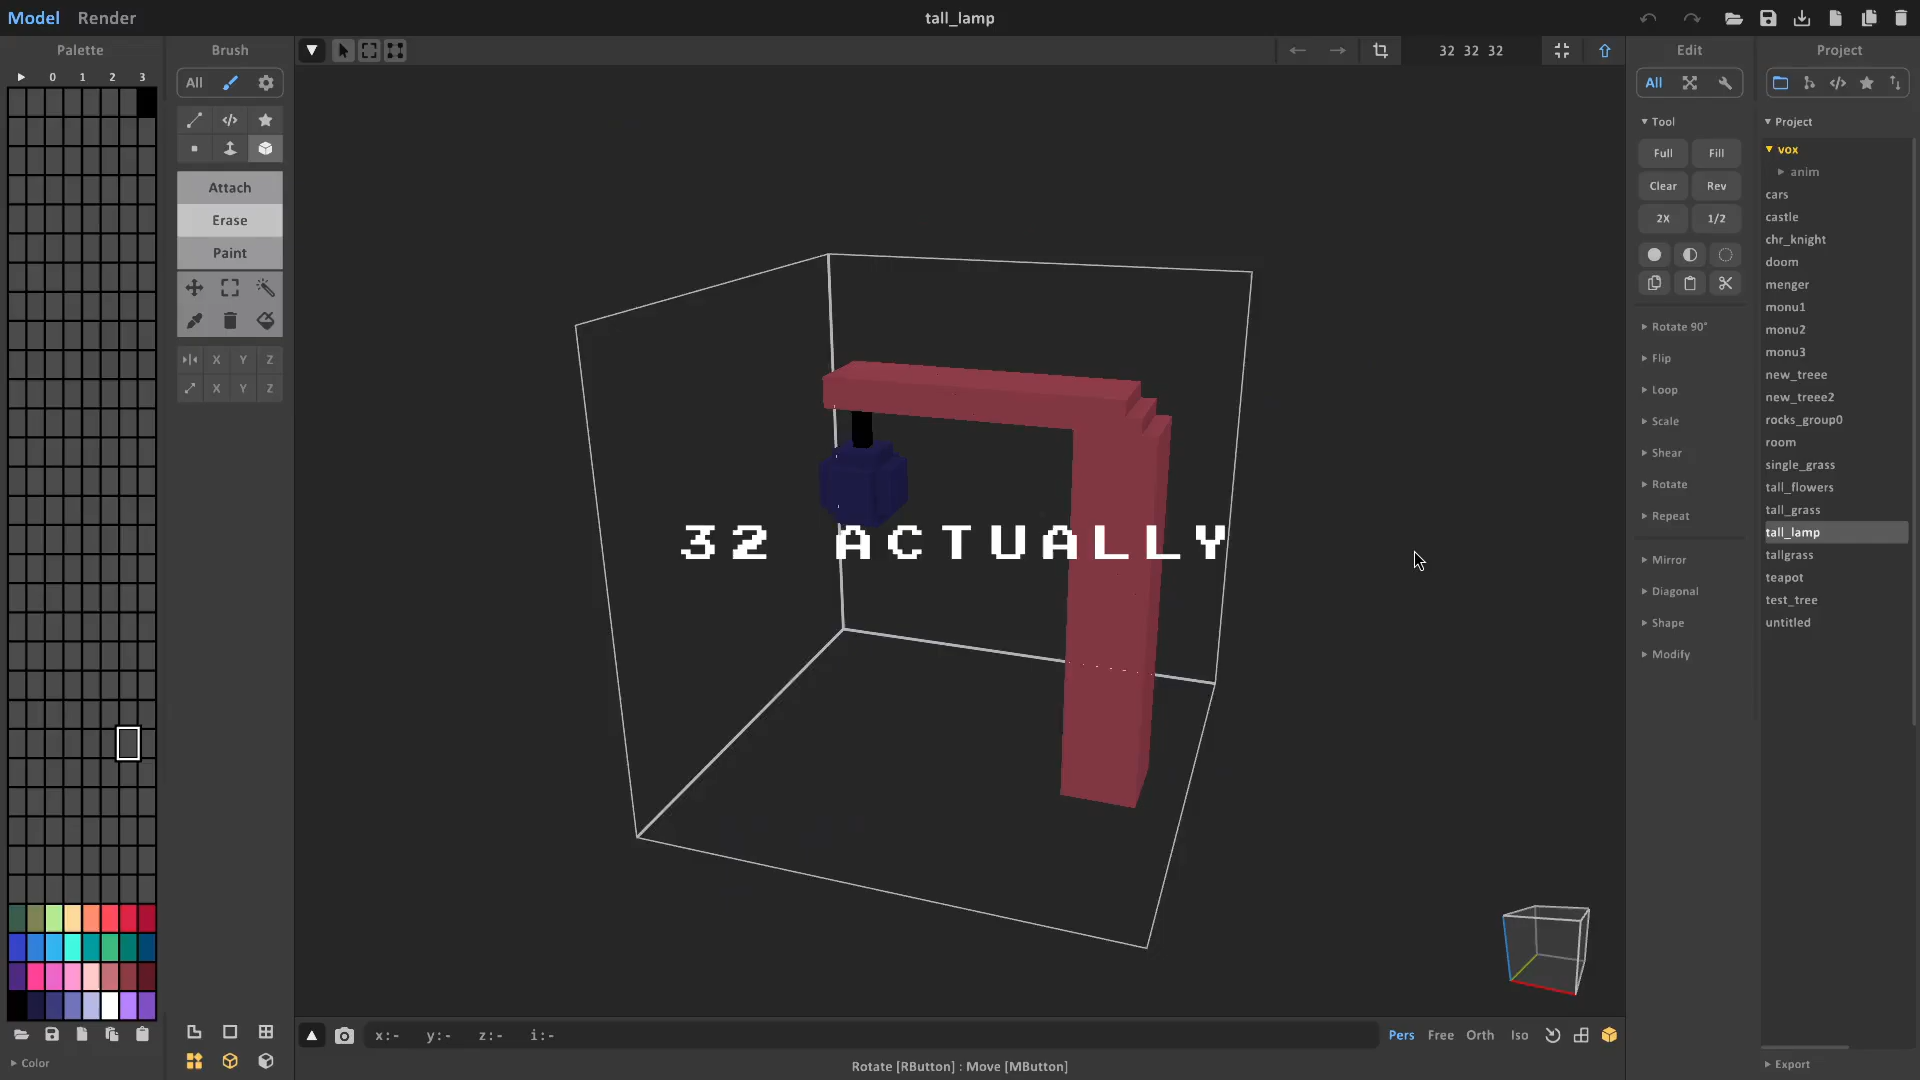 Model Render
tall_lamp
Palette
Brush
32 32 32
Edit
Project
0 1 2 3
All
All
Tool
Project
Full Fill
Clear Rev
2X 1/2
Attach
Erase
Paint
X Y Z
X Y Z
Rotate 90°
Flip
Loop
Scale
Shear
Rotate
Repeat
Mirror
Diagonal
Shape
Modify
vox
anim
cars
castle
chr_knight
doom
menger
monu1
monu2
monu3
new_treee
new_treee2
rocks_group0
room
single_grass
tall_flowers
tall_grass
tall_lamp
tallgrass
teapot
test_tree
untitled
32 ACTUALLY
x:- y:- z:- i:-
Pers Free Orth Iso
Color
Rotate [RButton] : Move [MButton]
Export